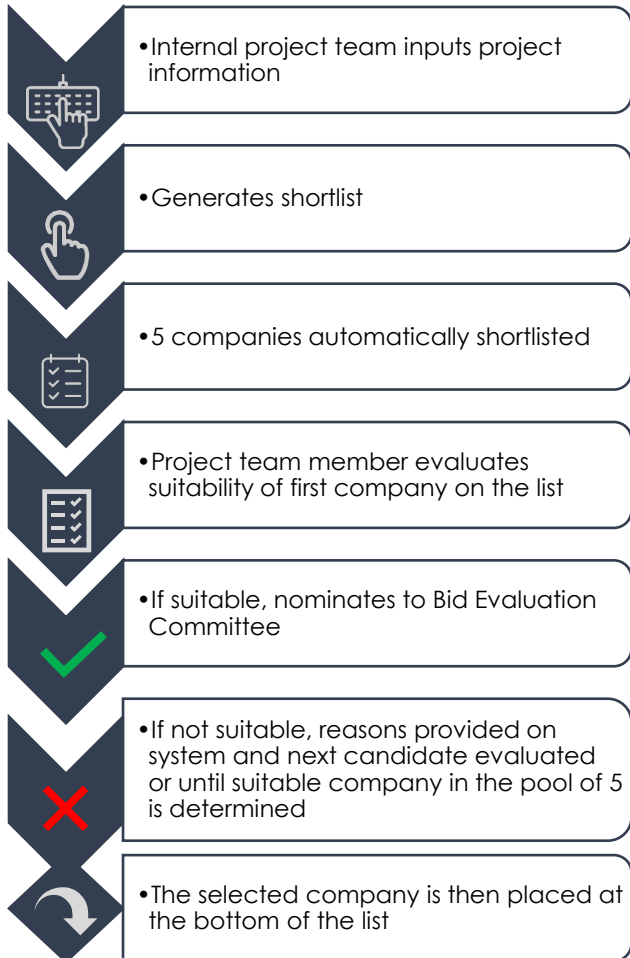 •Internal project team inputs project
information
•Generates shortlist
•5 companies automatically shortlisted
•Project team member evaluates
suitability of first company on the list
•If suitable, nominates to Bid Evaluation
Committee
•If not suitable, reasons provided on
system and next candidate evaluated
or until suitable company in the pool of 5
is determined
•The selected company is then placed at
the bottom of the list